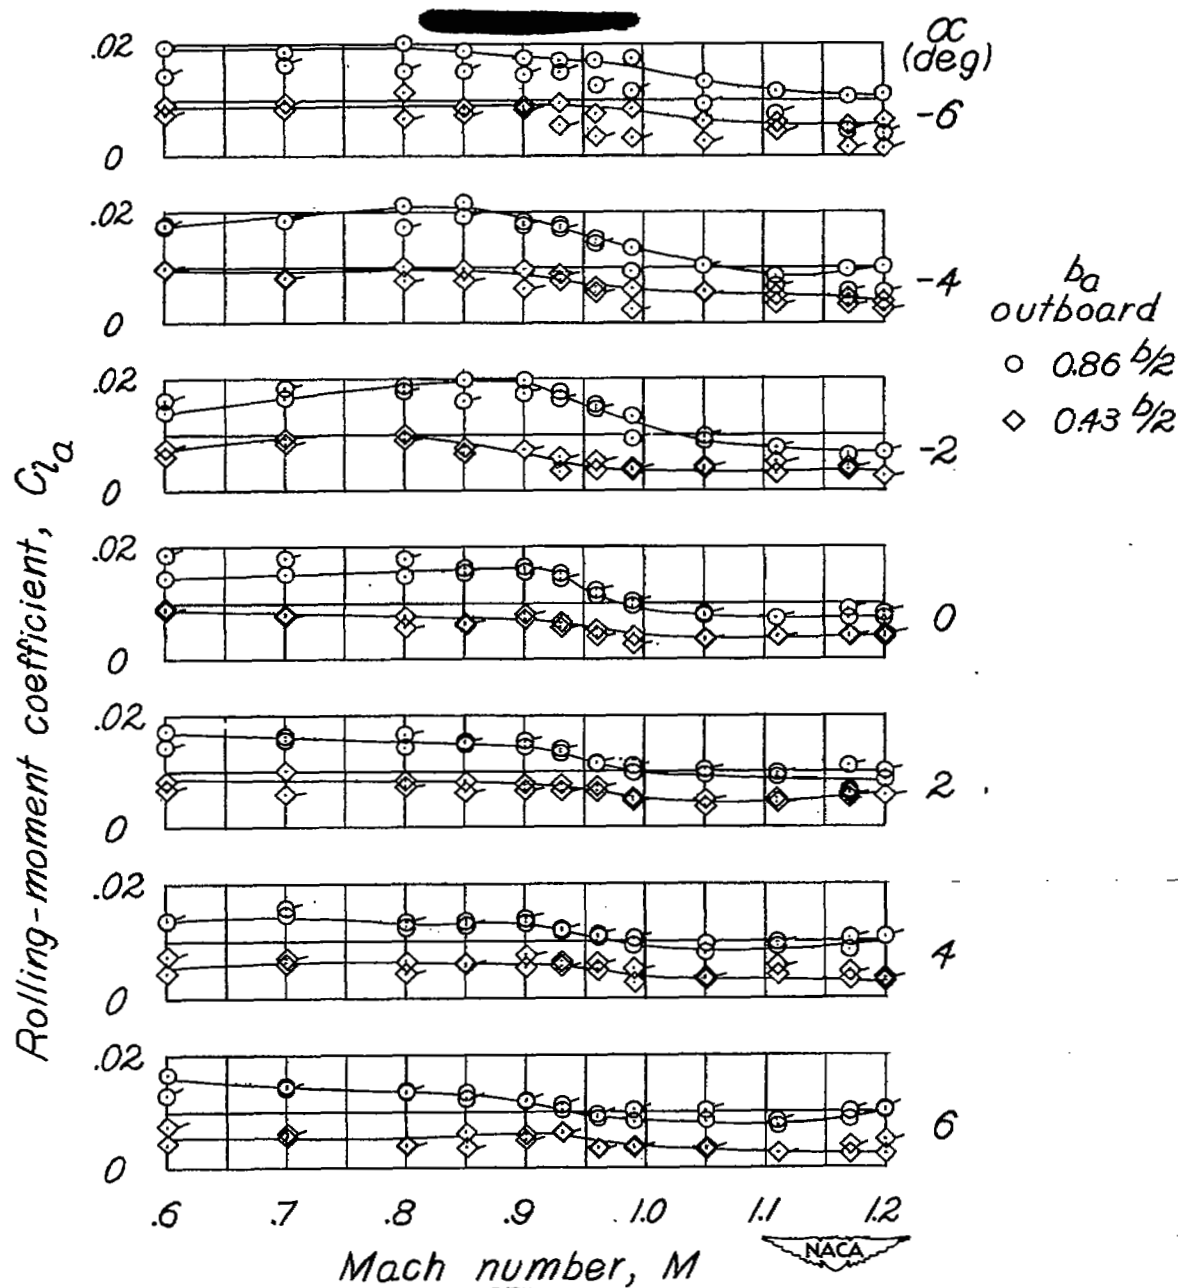 α
(deg)
.02
0
-6
.02
0
-4
.02
0
-2
.02
0
0
.02
0
2
.02
0
4
.02
0
6
b_a
outboard
○ 0.86 b/2
◇ 0.43 b/2
Rolling-moment coefficient, C_l_a
.6 .7 .8 .9 1.0 1.1 1.2
Mach number, M
NACA